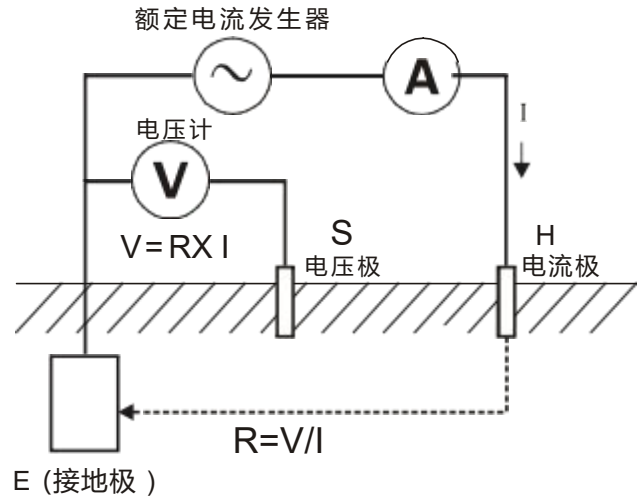 额定电流发生器
~
A
I
电压计
V
V=RX I
S
电压极
H
电流极
R=V/I
E (接地极 )